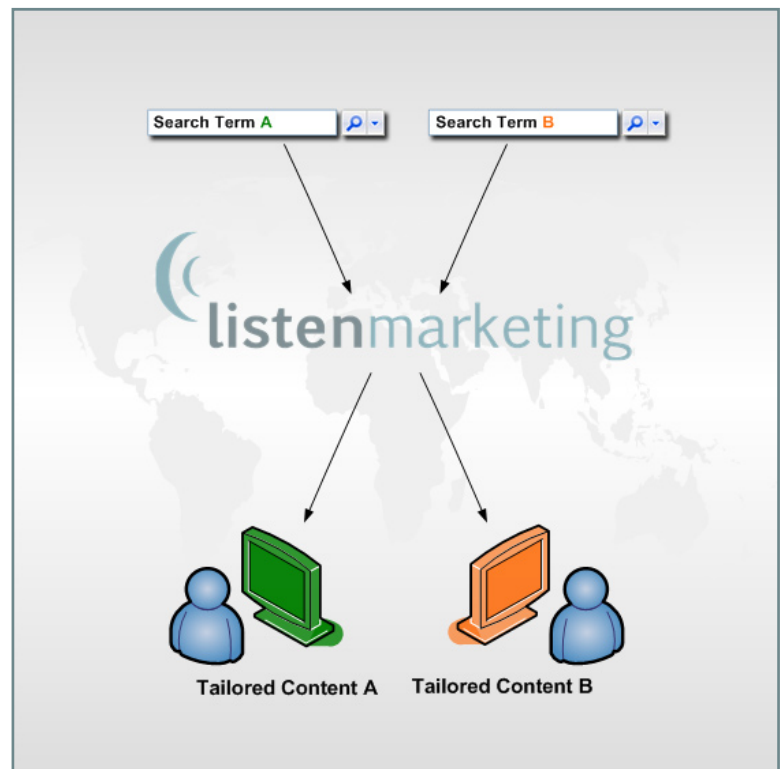 Search Term A
Search Term B
listenmarketing
Tailored Content A
Tailored Content B